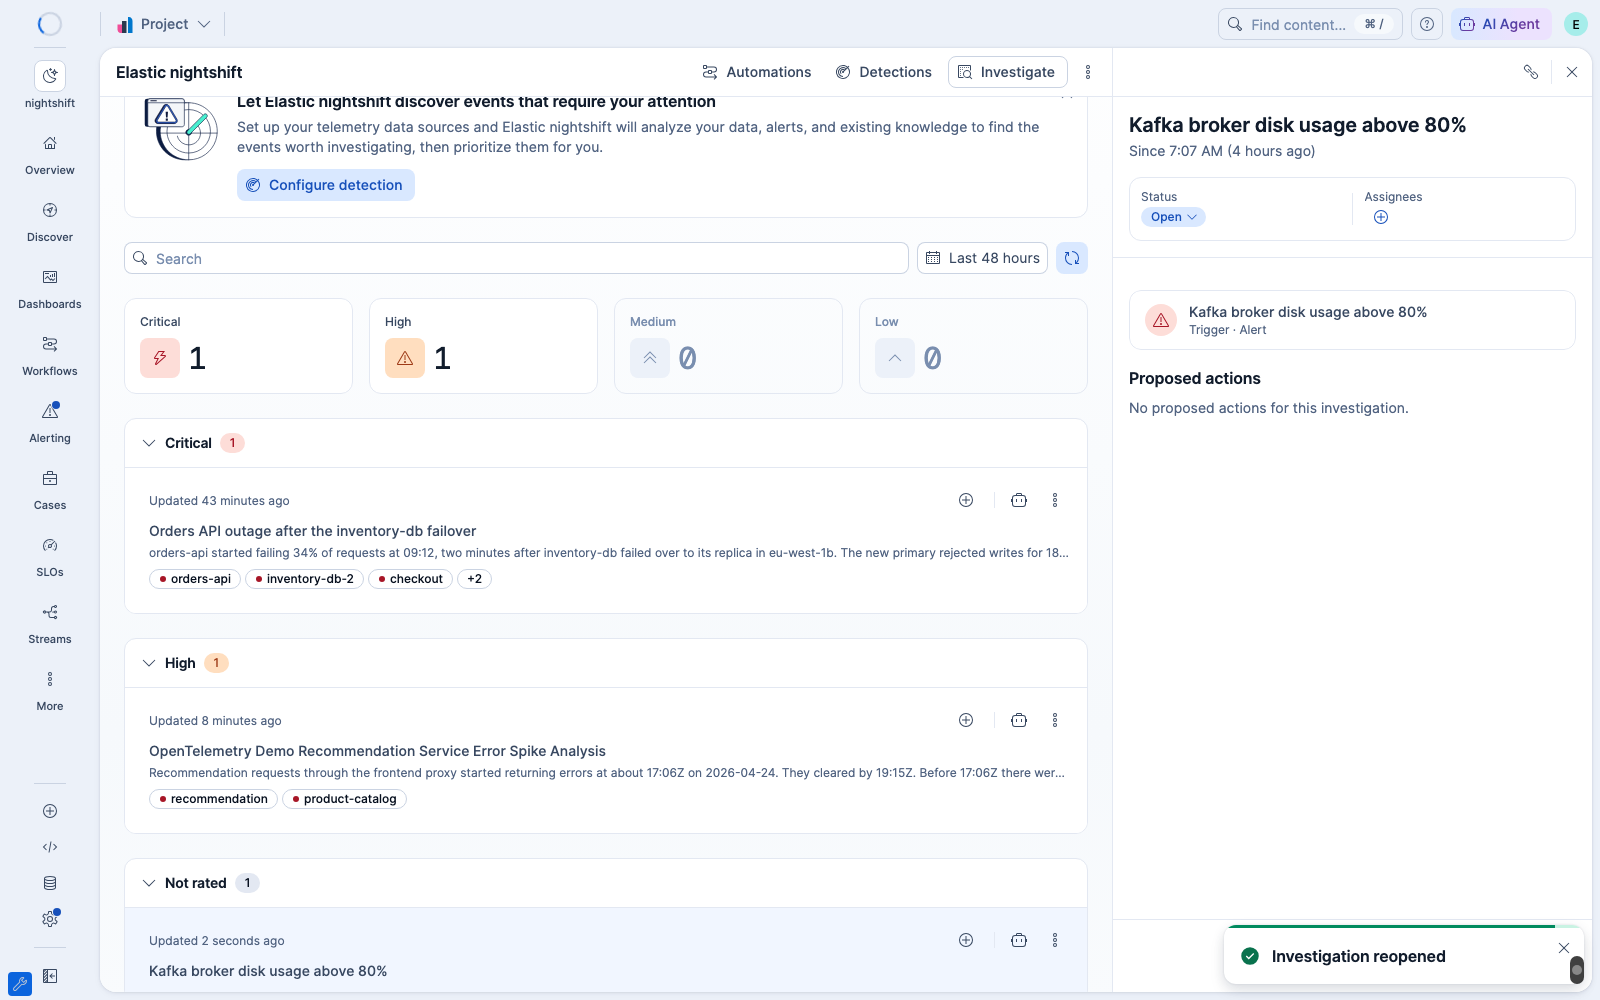 Project
Find content...
⌘ /
AI Agent
E
nightshift
Overview
Discover
Dashboards
Workflows
Alerting
Cases
SLOs
Streams
More
Elastic nightshift
Automations
Detections
Investigate
Let Elastic nightshift discover events that require your attention
Set up your telemetry data sources and Elastic nightshift will analyze your data, alerts, and existing knowledge to find the
events worth investigating, then prioritize them for you.
Configure detection
Search
Last 48 hours
Critical
1
High
1
Medium
0
Low
0
Critical 1
Updated 43 minutes ago
Orders API outage after the inventory-db failover
orders-api started failing 34% of requests at 09:12, two minutes after inventory-db failed over to its replica in eu-west-1b. The new primary rejected writes for 18...
orders-api
inventory-db-2
checkout
+2
High 1
Updated 8 minutes ago
OpenTelemetry Demo Recommendation Service Error Spike Analysis
Recommendation requests through the frontend proxy started returning errors at about 17:06Z on 2026-04-24. They cleared by 19:15Z. Before 17:06Z there wer...
recommendation
product-catalog
Not rated 1
Updated 2 seconds ago
Kafka broker disk usage above 80%
Kafka broker disk usage above 80%
Since 7:07 AM (4 hours ago)
Status
Open
Assignees
Kafka broker disk usage above 80%
Trigger · Alert
Proposed actions
No proposed actions for this investigation.
Investigation reopened